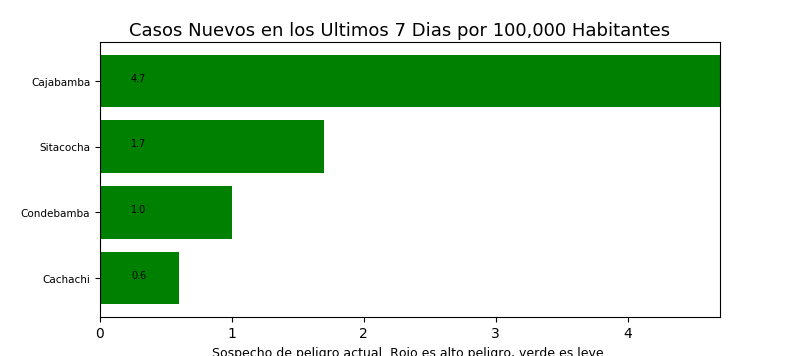 Casos Nuevos en los Ultimos 7 Dias por 100,000 Habitantes
Cajabamba 4.7
Sitacocha 1.7
Condebamba 1.0
Cachachi 0.6
0 1 2 3 4
Sospecho de peligro actual. Rojo es alto peligro, verde es leve